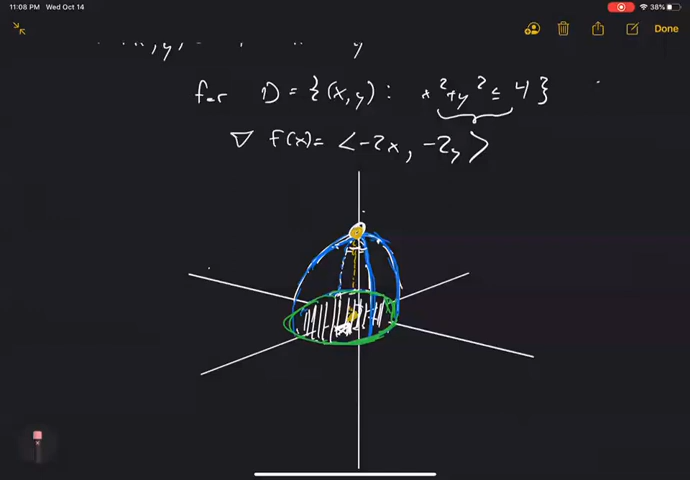 11:08 PM Wed Oct 14
38%
Done
for D = {(x,y) : x²+y² ≤ 4}
∇ f(x) = <-2x, -2y>